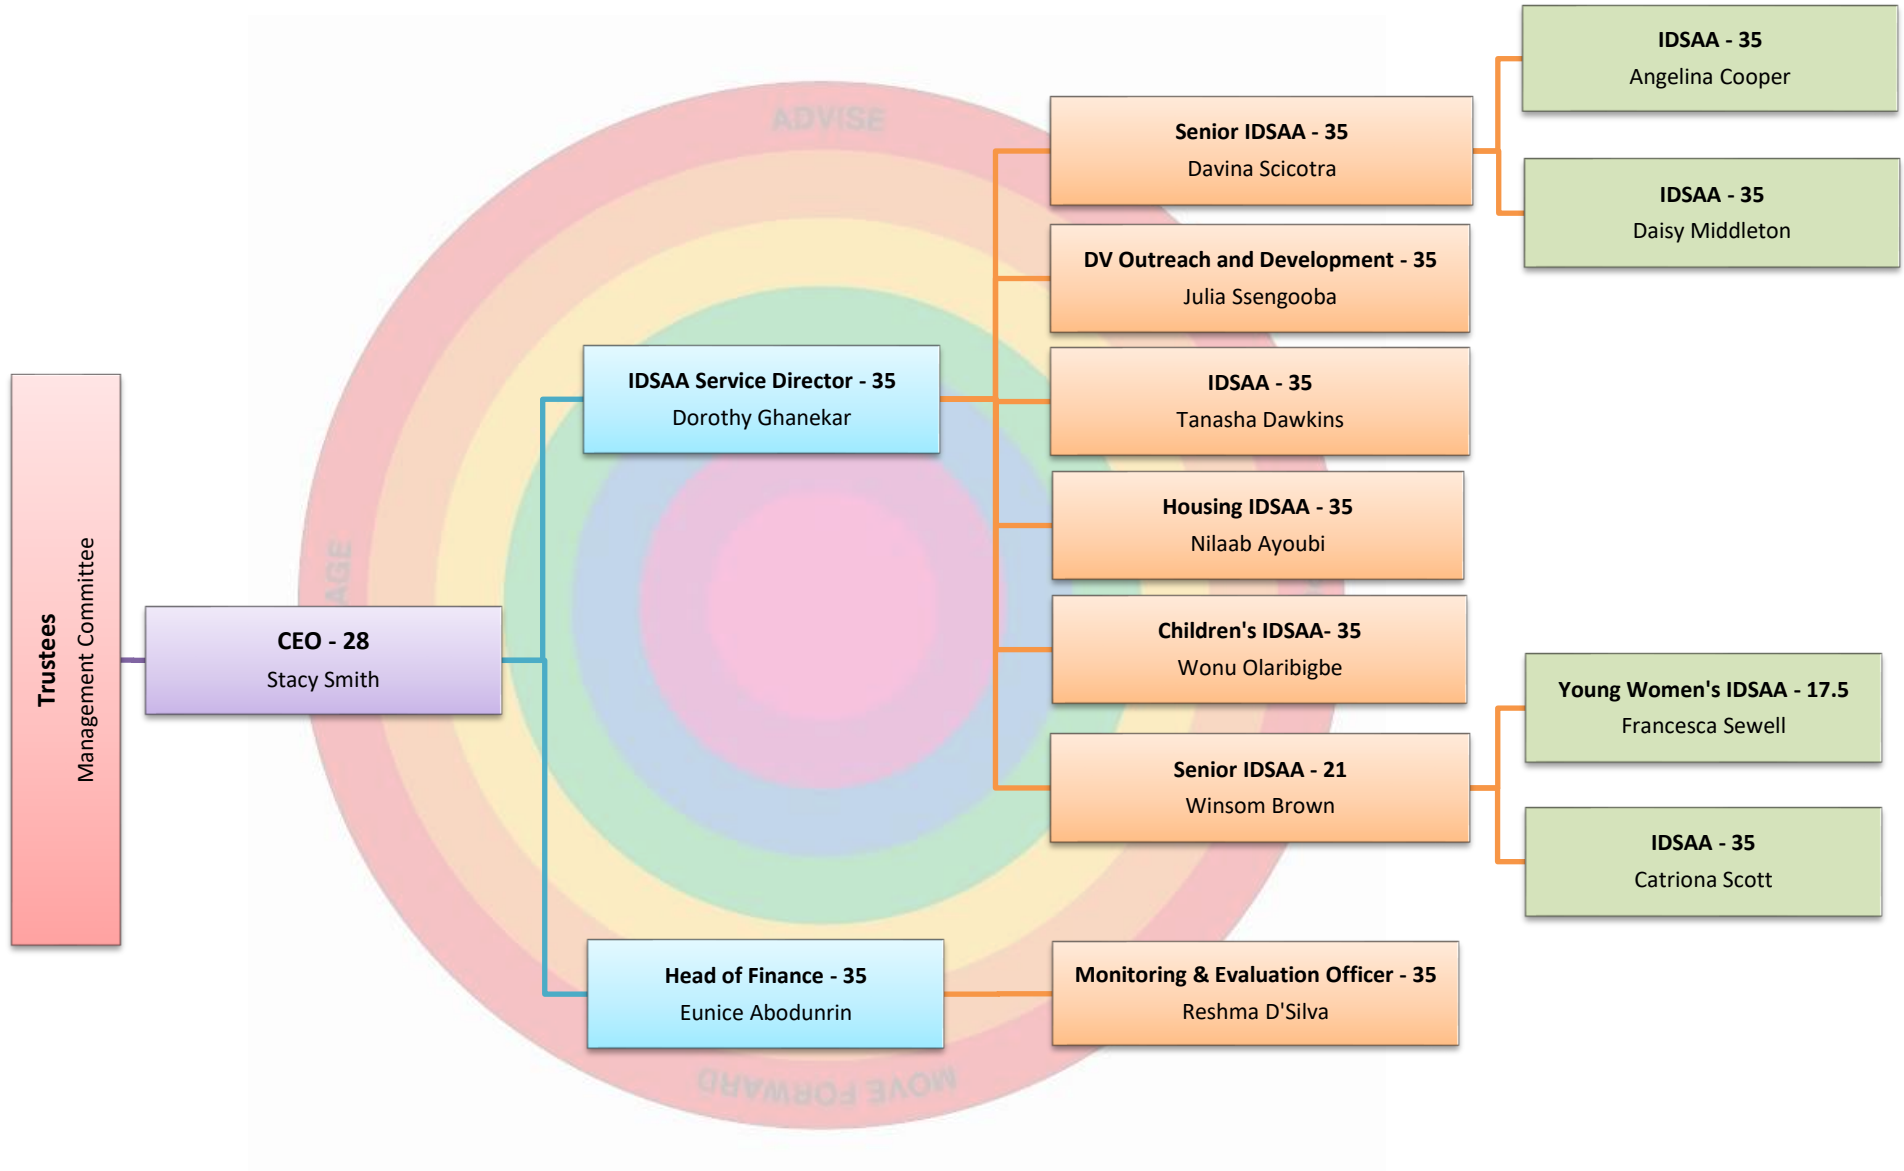 Trustees
Management Committee
CEO - 28
Stacy Smith
IDSAA Service Director - 35
Dorothy Ghanekar
Senior IDSAA - 35
Davina Scicotra
IDSAA - 35
Angelina Cooper
IDSAA - 35
Daisy Middleton
DV Outreach and Development - 35
Julia Ssengooba
IDSAA - 35
Tanasha Dawkins
Housing IDSAA - 35
Nilaab Ayoubi
Children's IDSAA- 35
Wonu Olaribigbe
Senior IDSAA - 21
Winsom Brown
Young Women's IDSAA - 17.5
Francesca Sewell
IDSAA - 35
Catriona Scott
Head of Finance - 35
Eunice Abodunrin
Monitoring & Evaluation Officer - 35
Reshma D'Silva
ADVISE
AGE
MOVE FORWARD